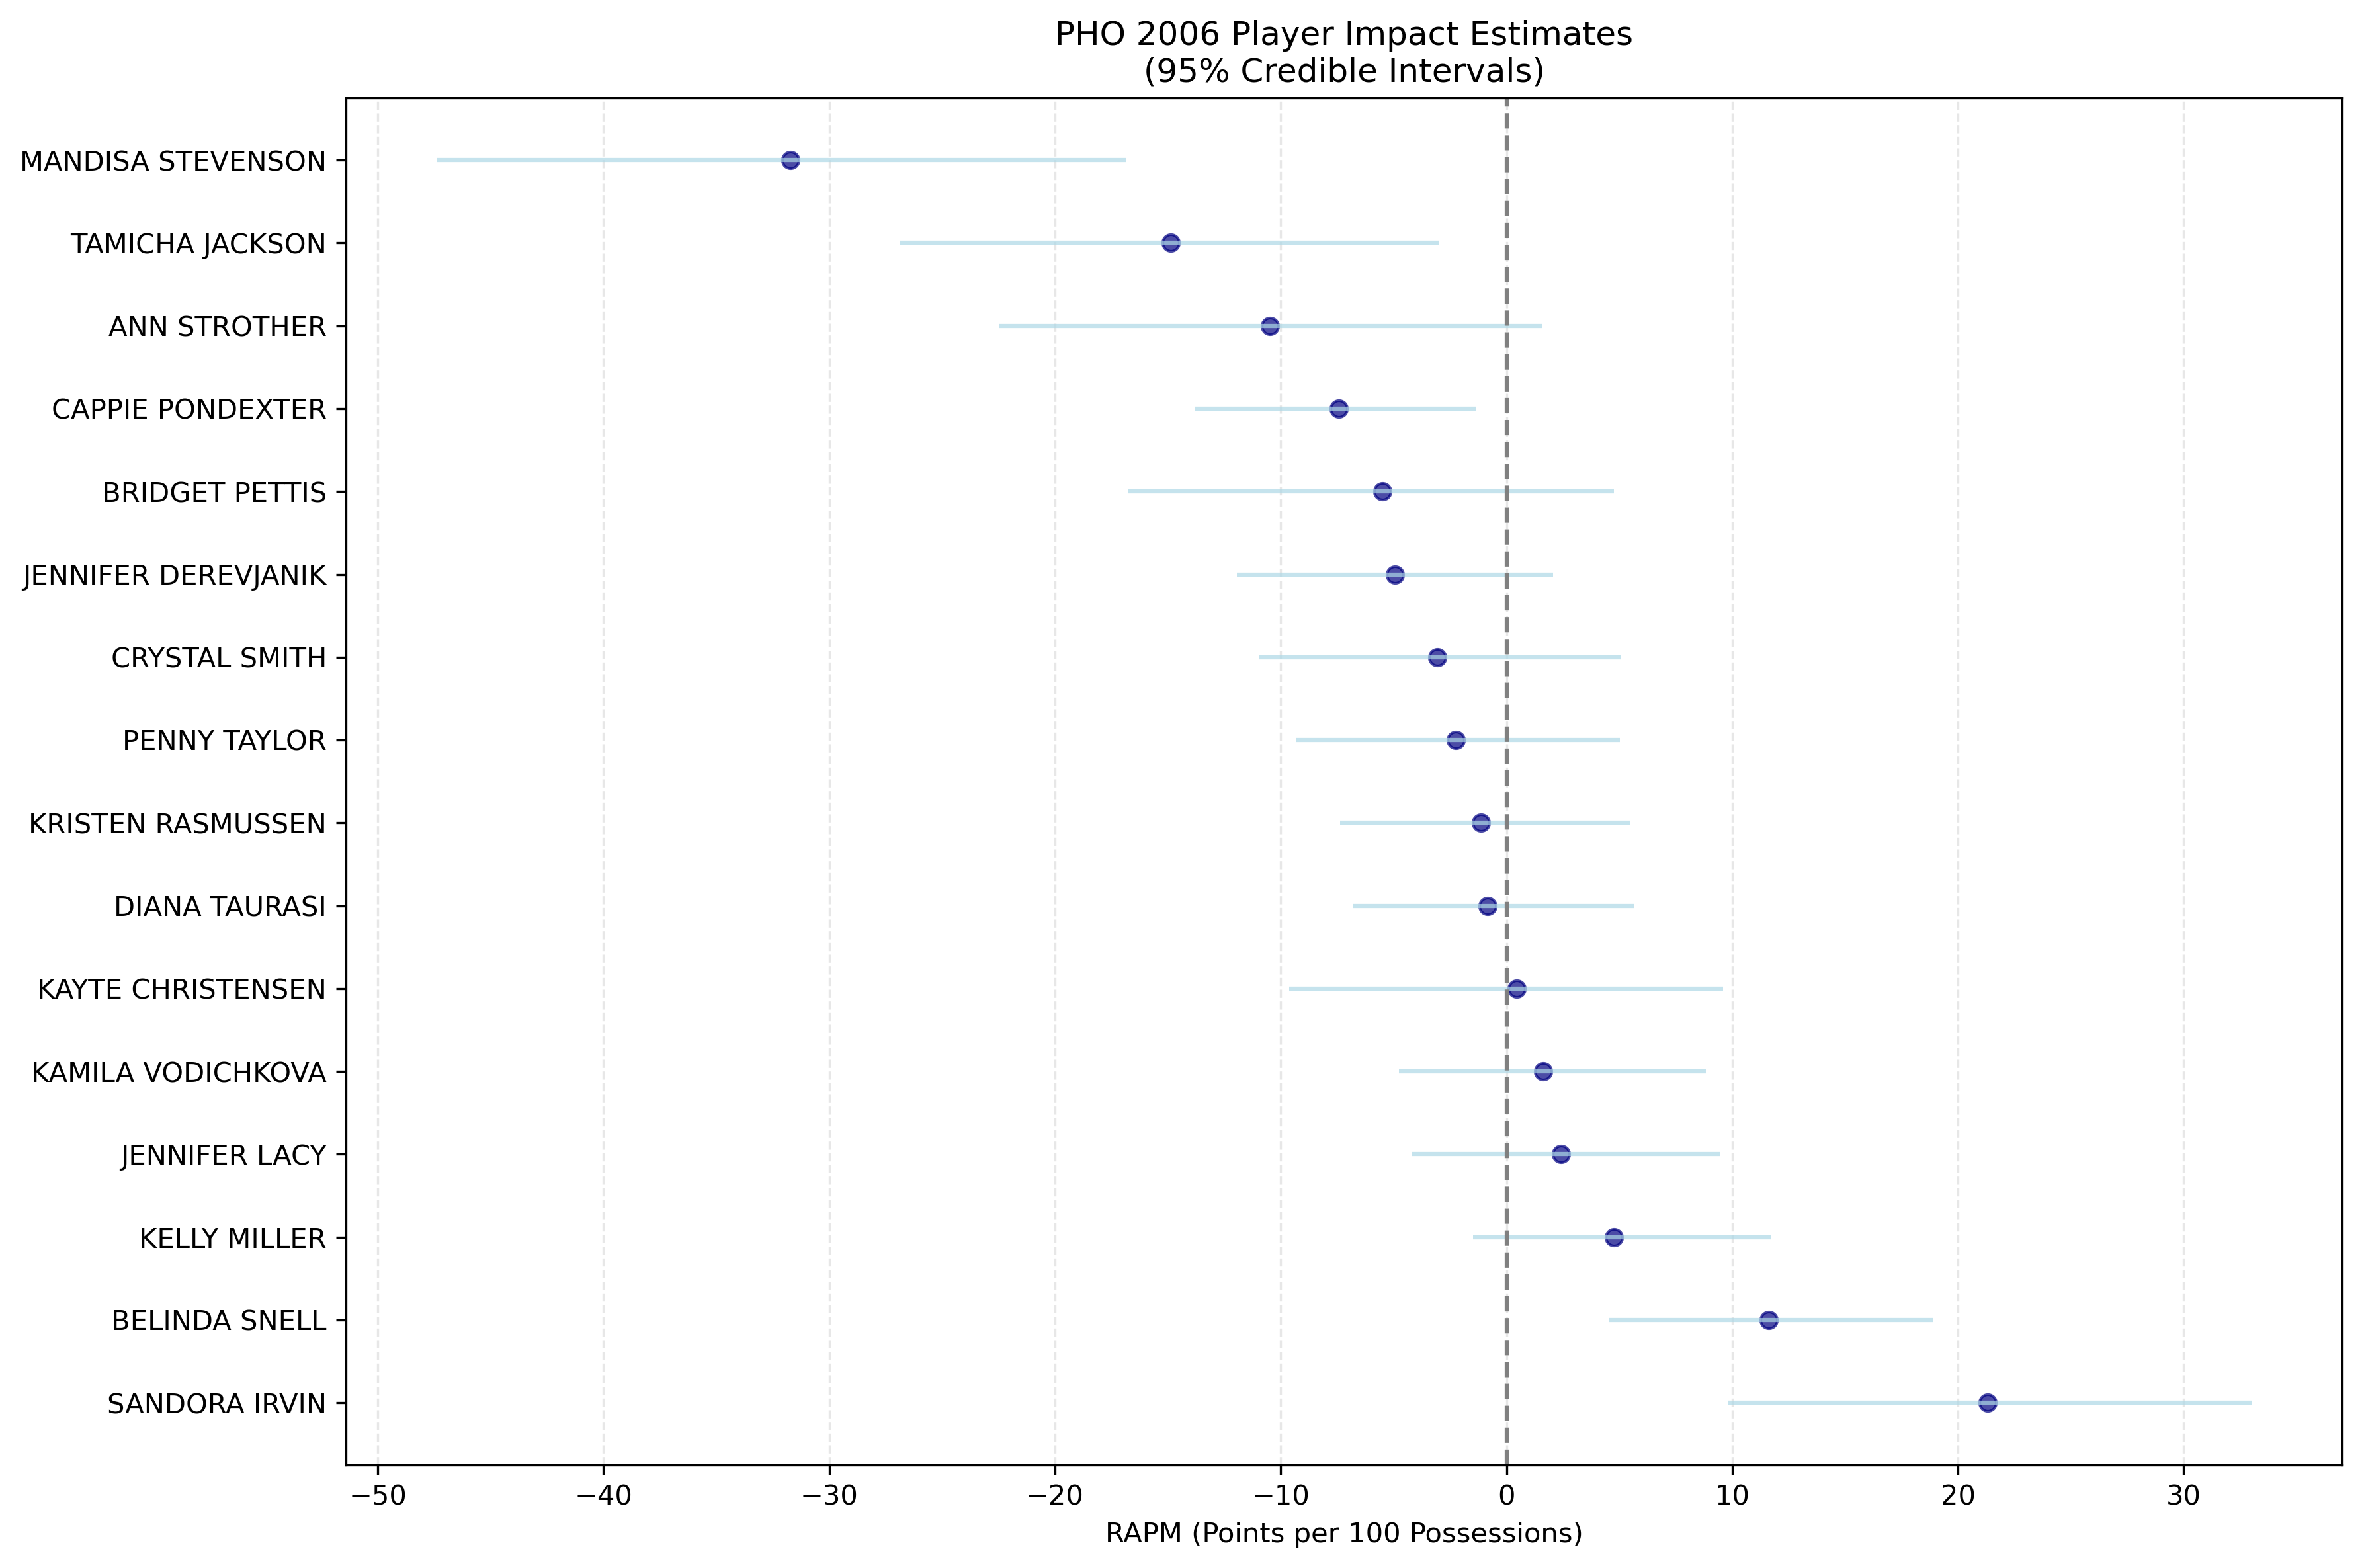 PHO 2006 Player Impact Estimates
(95% Credible Intervals)
MANDISA STEVENSON
TAMICHA JACKSON
ANN STROTHER
CAPPIE PONDEXTER
BRIDGET PETTIS
JENNIFER DEREVJANIK
CRYSTAL SMITH
PENNY TAYLOR
KRISTEN RASMUSSEN
DIANA TAURASI
KAYTE CHRISTENSEN
KAMILA VODICHKOVA
JENNIFER LACY
KELLY MILLER
BELINDA SNELL
SANDORA IRVIN
−50 −40 −30 −20 −10 0 10 20 30
RAPM (Points per 100 Possessions)